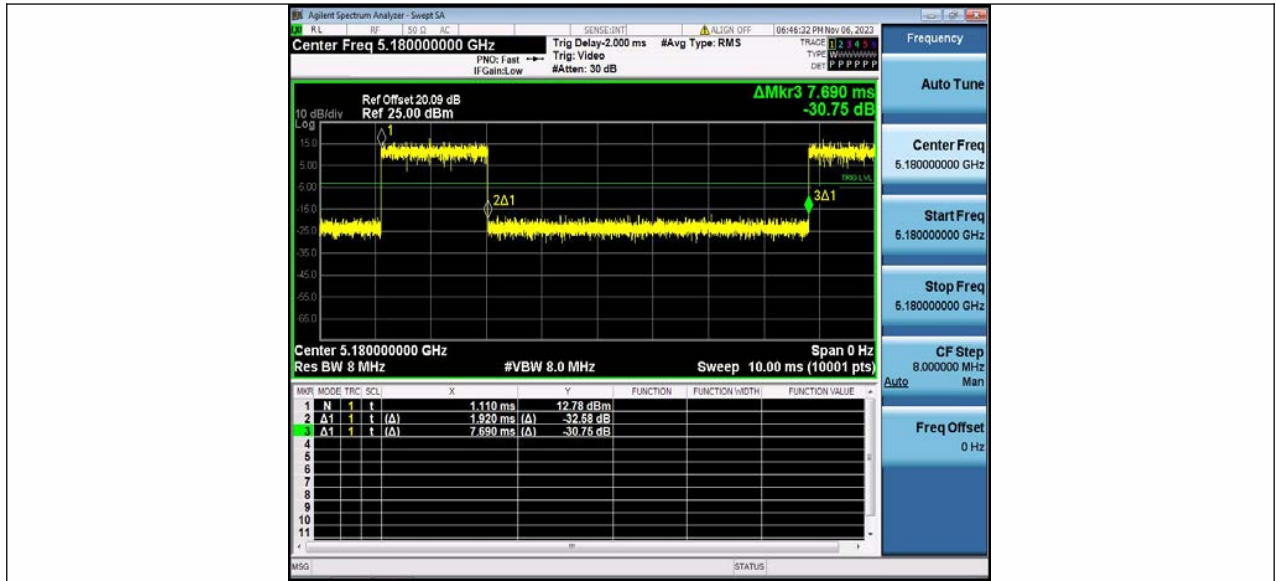 Agilent Spectrum Analyzer - Swept SA
RL RF 50 Ω AC SENSE:INT ALIGN OFF 06:46:32 PM Nov 06, 2023
Center Freq 5.180000000 GHz
PNO: Fast
IFGain:Low
Trig Delay-2.000 ms
Trig: Video
#Atten: 30 dB
#Avg Type: RMS
TRACE 1 2 3 4 5 6
TYPE W
DET P P P P P P
ΔMkr3 7.690 ms
-30.75 dB
Ref Offset 20.09 dB
10 dB/div Ref 25.00 dBm
Log
15.0
5.00
-5.00
-15.0
-25.0
-35.0
-45.0
-55.0
-65.0
1
2Δ1
3Δ1
TRIG LVL
Center 5.180000000 GHz Span 0 Hz
Res BW 8 MHz #VBW 8.0 MHz Sweep 10.00 ms (10001 pts)
MKR MODE TRC SCL X Y FUNCTION FUNCTION WIDTH FUNCTION VALUE
1 N 1 t 1.110 ms 12.78 dBm
2 Δ1 1 t (Δ) 1.920 ms (Δ) -32.58 dB
3 Δ1 1 t (Δ) 7.690 ms (Δ) -30.75 dB
4
5
6
7
8
9
10
11
MSG STATUS
Frequency
Auto Tune
Center Freq
5.180000000 GHz
Start Freq
5.180000000 GHz
Stop Freq
5.180000000 GHz
CF Step
8.000000 MHz
Auto Man
Freq Offset
0 Hz